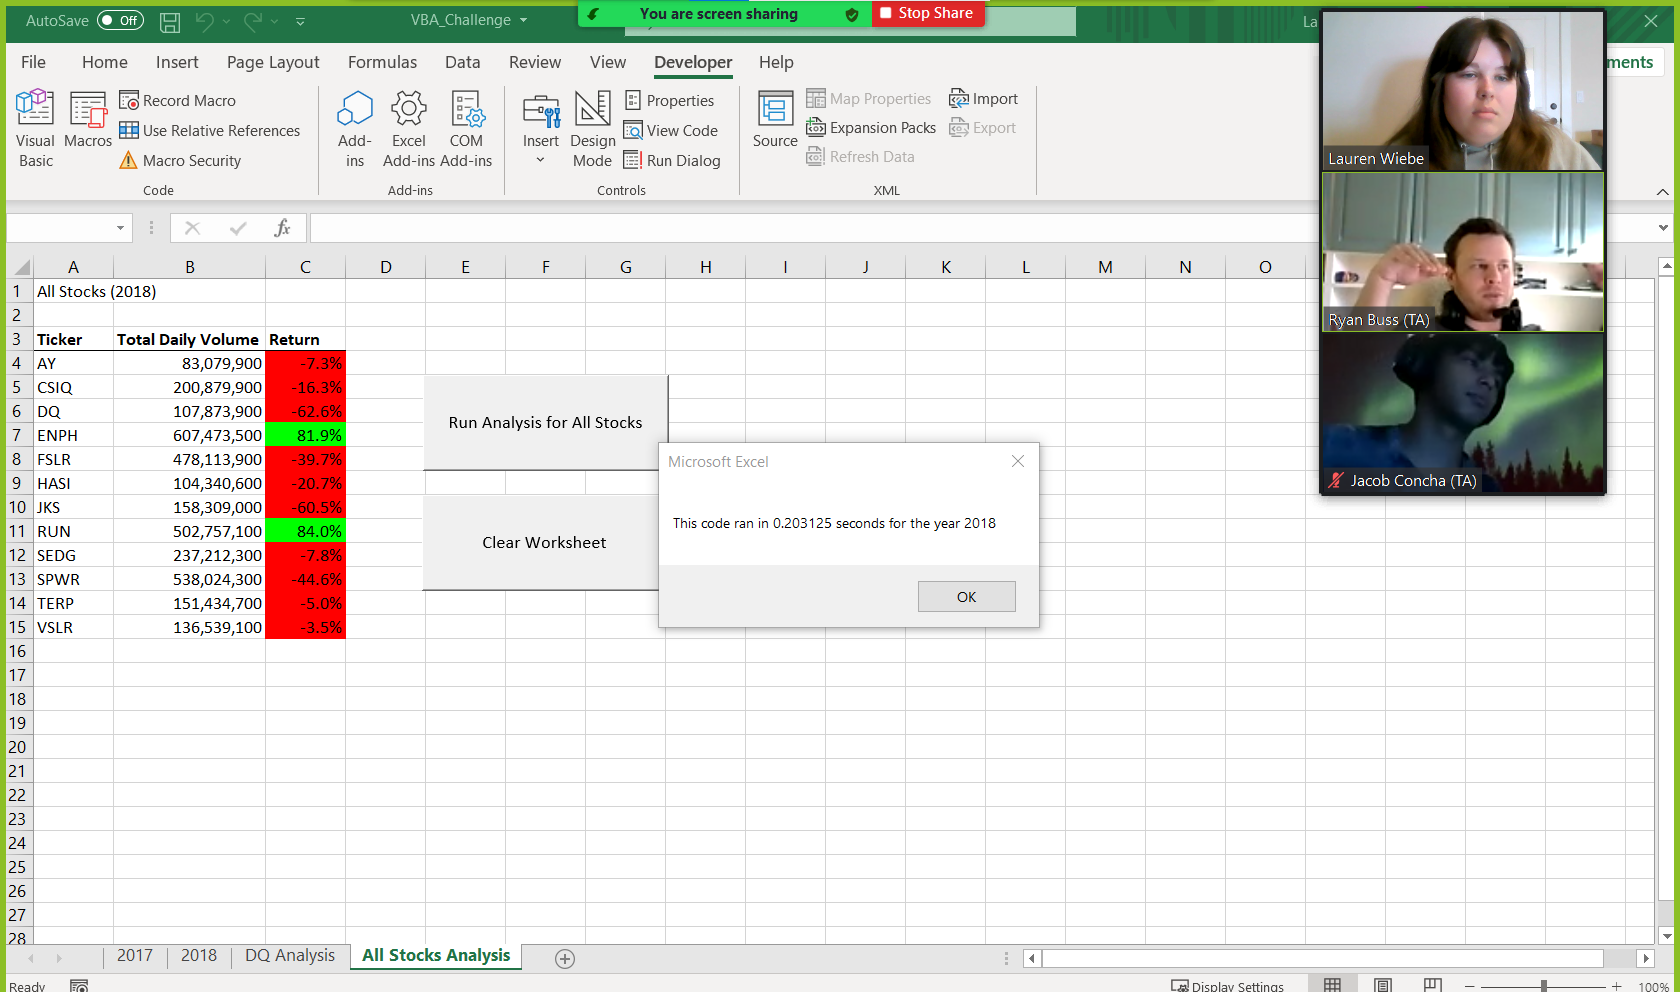 AutoSave Off
VBA_Challenge
You are screen sharing
Stop Share
La
File Home Insert Page Layout Formulas Data Review View Developer Help
ments
Visual Basic
Macros
Record Macro
Use Relative References
Macro Security
Code
Add-ins
Excel Add-ins
COM Add-ins
Add-ins
Insert
Design Mode
Properties
View Code
Run Dialog
Controls
Source
Map Properties
Expansion Packs
Refresh Data
Import
Export
XML
fx
A B C D E F G H I J K L M N O
1 All Stocks (2018)
2
3 Ticker Total Daily Volume Return
4 AY 83,079,900 -7.3%
5 CSIQ 200,879,900 -16.3%
6 DQ 107,873,900 -62.6%
7 ENPH 607,473,500 81.9%
8 FSLR 478,113,900 -39.7%
9 HASI 104,340,600 -20.7%
10 JKS 158,309,000 -60.5%
11 RUN 502,757,100 84.0%
12 SEDG 237,212,300 -7.8%
13 SPWR 538,024,300 -44.6%
14 TERP 151,434,700 -5.0%
15 VSLR 136,539,100 -3.5%
16
17
18
19
20
21
22
23
24
25
26
27
28
Run Analysis for All Stocks
Clear Worksheet
Microsoft Excel
This code ran in 0.203125 seconds for the year 2018
OK
Lauren Wiebe
Ryan Buss (TA)
Jacob Concha (TA)
2017 2018 DQ Analysis All Stocks Analysis
Ready
Display Settings
100%